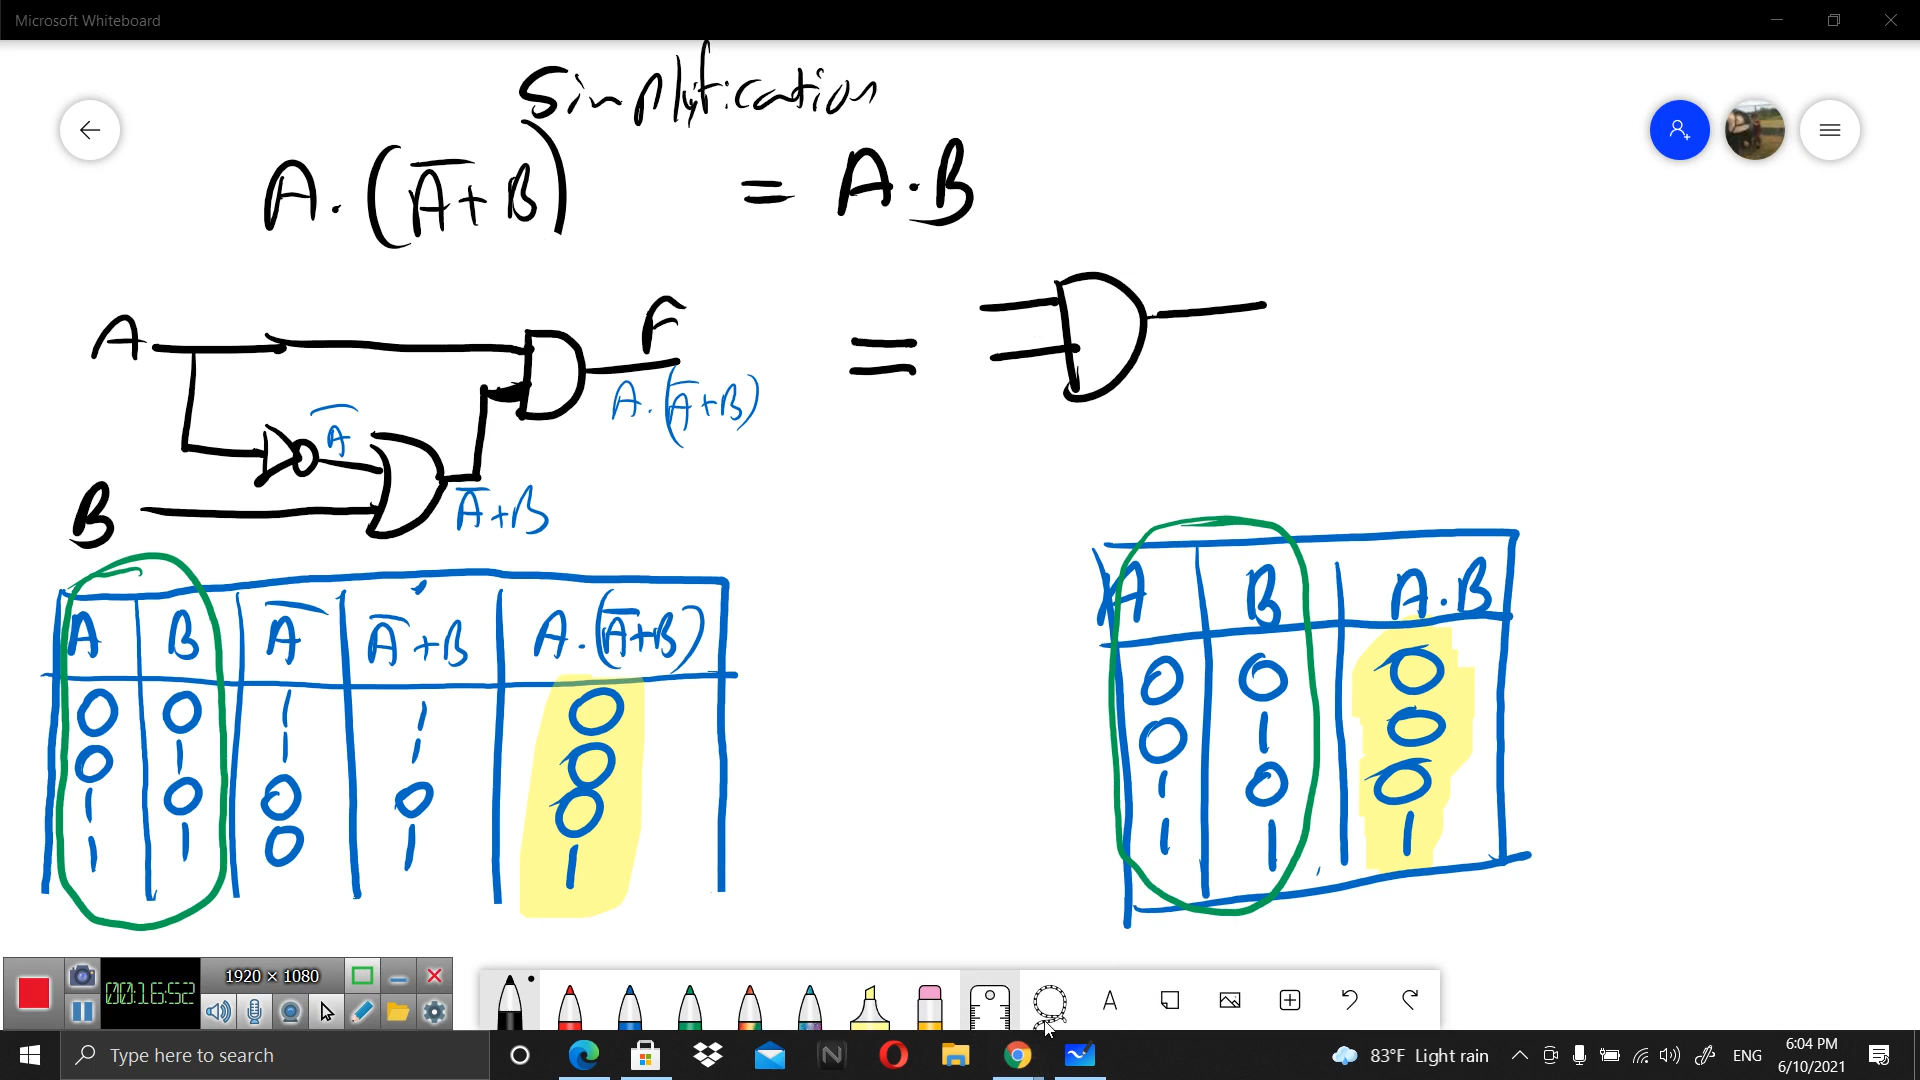 Microsoft Whiteboard
Simplification
A.(A̅+B) = A.B
A
F
=
A.(A̅+B)
A̅
B
A̅+B
A B A̅ A̅+B A.(A̅+B)
0 0 1 1 0
0 1 1 1 0
1 0 0 0 0
1 1 0 1 1
A B A.B
0 0 0
0 1 0
1 0 0
1 1 1
1920 × 1080
00:16:52
A
Type here to search
N
83°F Light rain
ENG
6:04 PM
6/10/2021